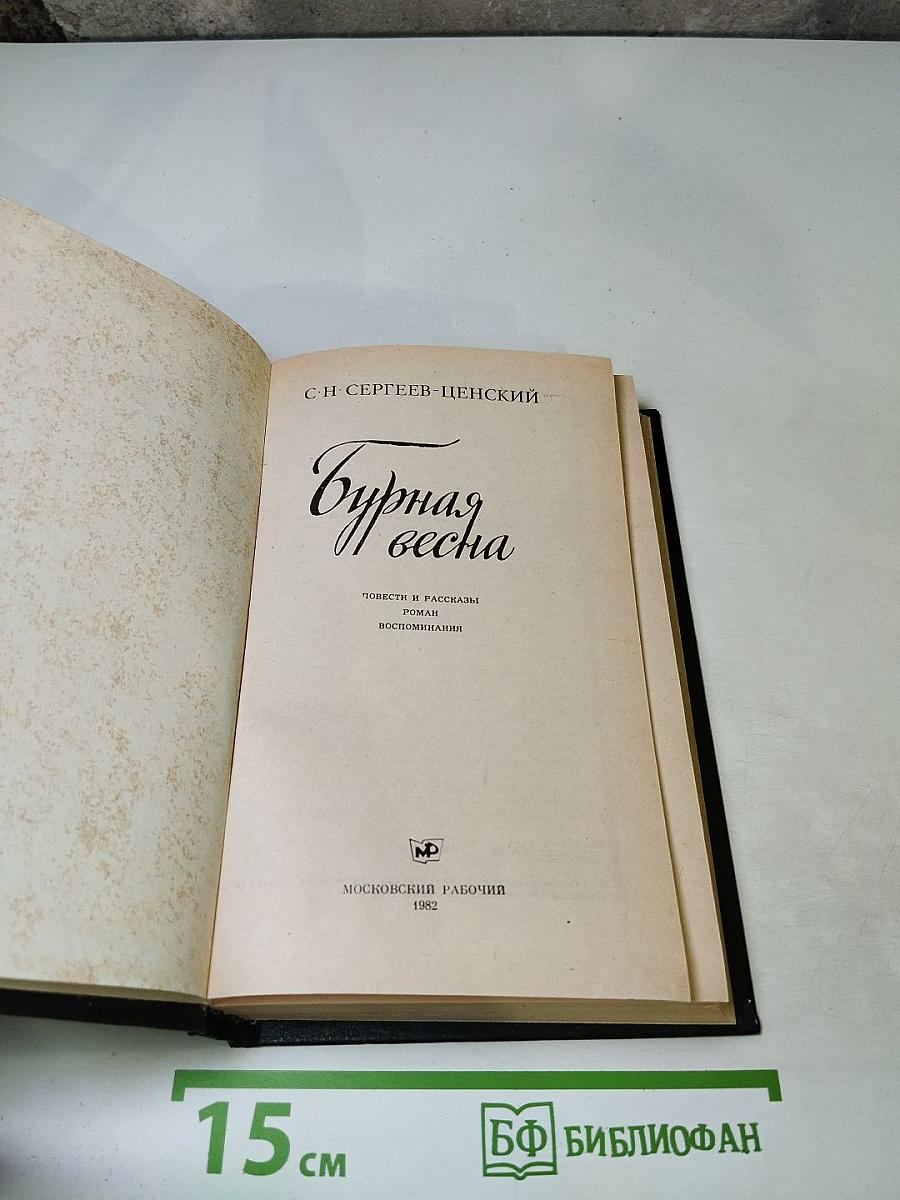 С·Н·СЕРГЕЕВ-ЦЕНСКИЙ
Бурная
весна
ПОВЕСТИ И РАССКАЗЫ
РОМАН
ВОСПОМИНАНИЯ
МР
МОСКОВСКИЙ РАБОЧИЙ
1982
15 см
БФ БИБЛИОФАН